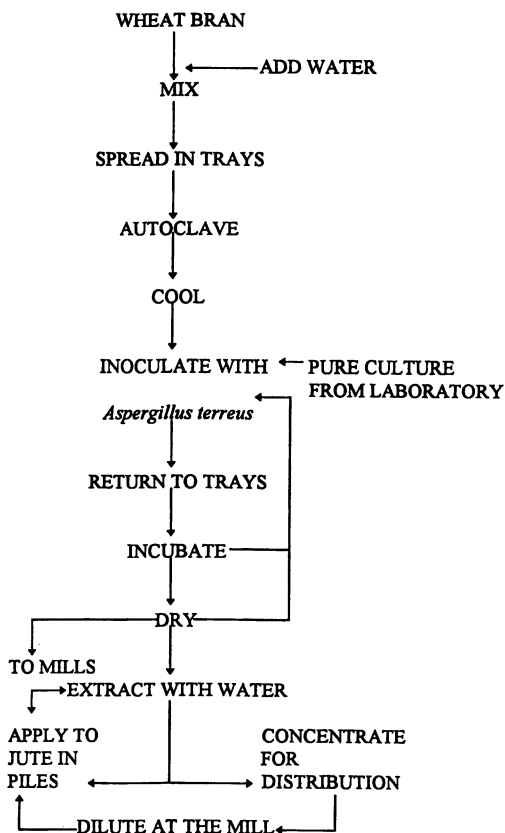 WHEAT BRAN
ADD WATER
MIX
SPREAD IN TRAYS
AUTOCLAVE
COOL
INOCULATE WITH
PURE CULTURE
FROM LABORATORY
Aspergillus terreus
RETURN TO TRAYS
INCUBATE
DRY
TO MILLS
EXTRACT WITH WATER
APPLY TO
JUTE IN
PILES
CONCENTRATE
FOR
DISTRIBUTION
DILUTE AT THE MILL